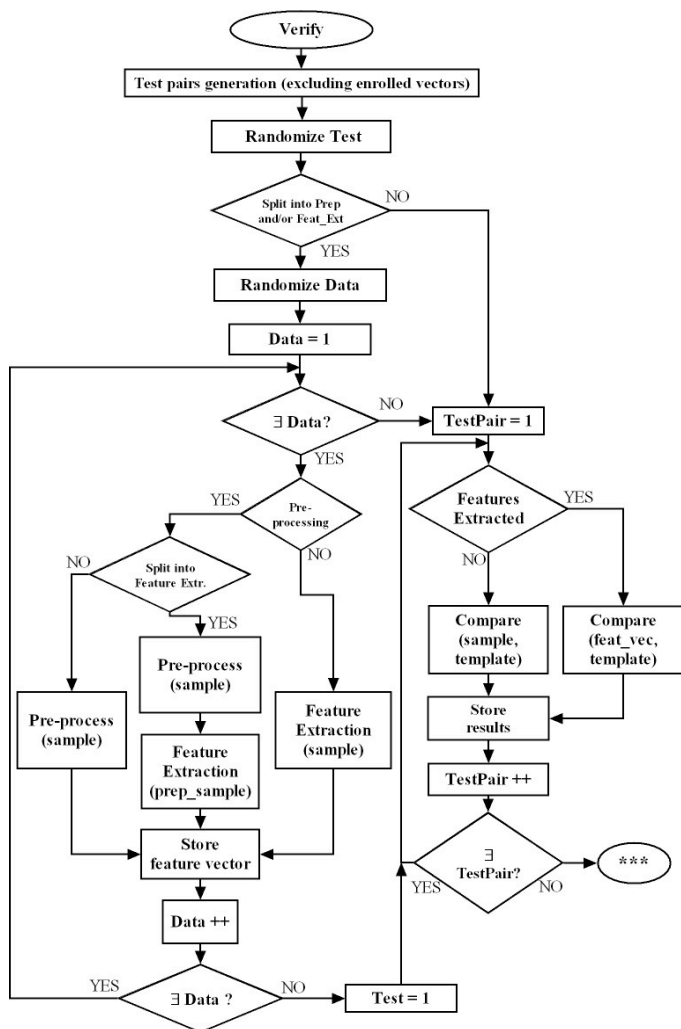 Verify
Test pairs generation (excluding enrolled vectors)
Randomize Test
Split into Prep
and/or Feat_Ext
NO
YES
Randomize Data
Data = 1
∃ Data?
NO
TestPair = 1
YES
Pre-
processing
YES
NO
Features
Extracted
YES
NO
Split into
Feature Extr.
NO
YES
Compare
(sample,
template)
Compare
(feat_vec,
template)
Pre-process
(sample)
Pre-process
(sample)
Feature
Extraction
(sample)
Store
results
Feature
Extraction
(prep_sample)
TestPair ++
Store
feature vector
∃
TestPair?
YES
NO
***
Data ++
∃ Data ?
YES
NO
Test = 1